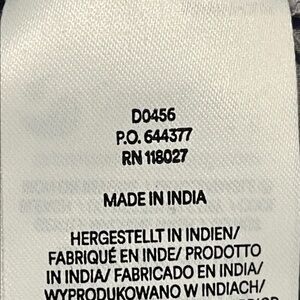 D0456
P.O. 644377
RN 118027
MADE IN INDIA
HERGESTELLT IN INDIEN/
FABRIQUÉ EN INDE/ PRODOTTO
IN INDIA/ FABRICADO EN INDIA/
WYPRODUKOWANO W INDIACH/